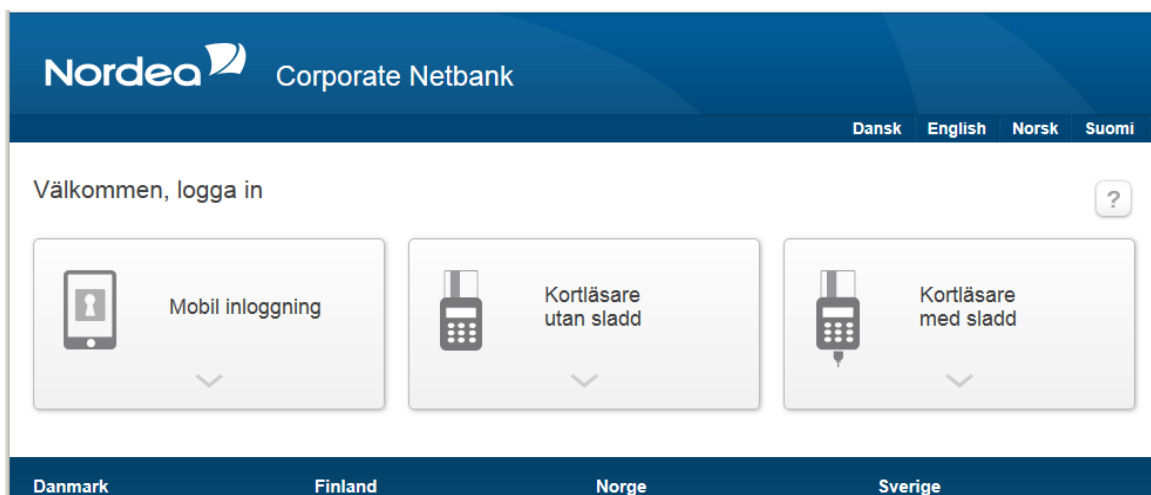 Nordea Corporate Netbank
Dansk English Norsk Suomi
Välkommen, logga in
?
Mobil inloggning
Kortläsare
utan sladd
Kortläsare
med sladd
Danmark Finland Norge Sverige